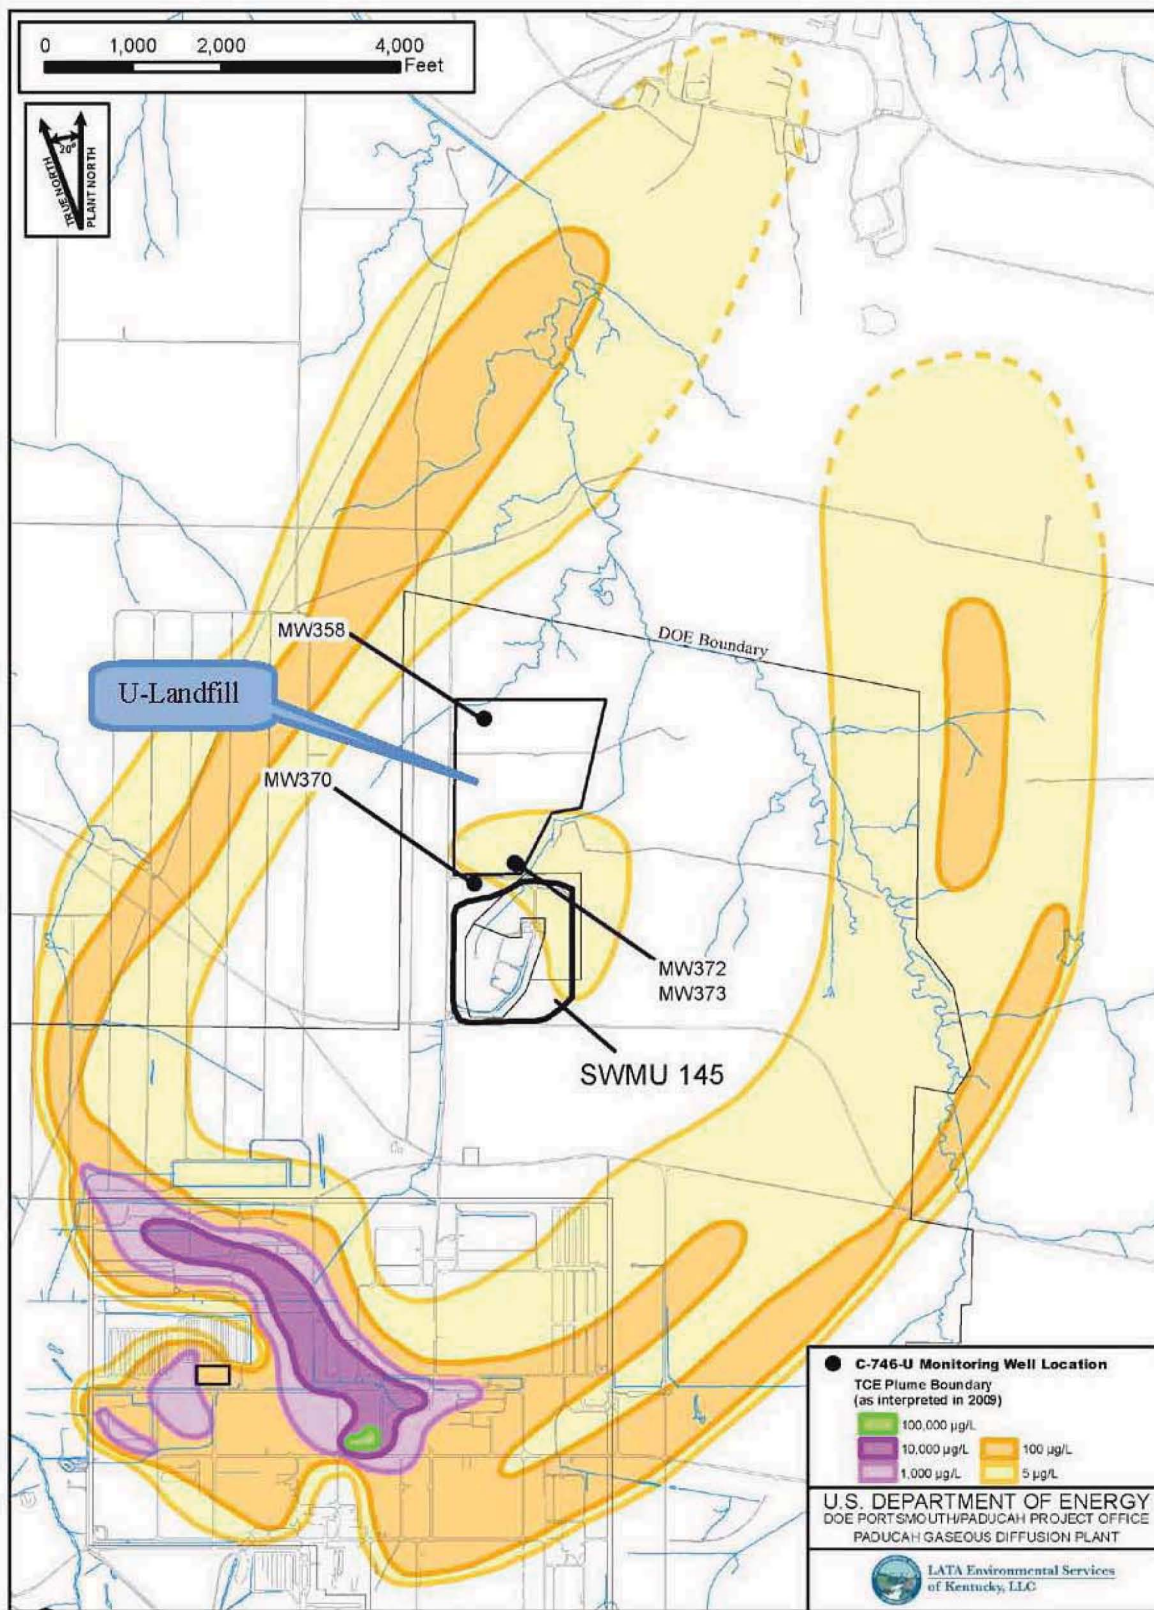 0 1,000 2,000 4,000
Feet
20°
TRUE NORTH
PLANT NORTH
MW358
DOE Boundary
U-Landfill
MW370
MW372
MW373
SWMU 145
C-746-U Monitoring Well Location
TCE Plume Boundary
(as interpreted in 2009)
100,000 µg/L
10,000 µg/L 100 µg/L
1,000 µg/L 5 µg/L
U.S. DEPARTMENT OF ENERGY
DOE PORTSMOUTH/PADUCAH PROJECT OFFICE
PADUCAH GASEOUS DIFFUSION PLANT
LATA Environmental Services
of Kentucky, LLC